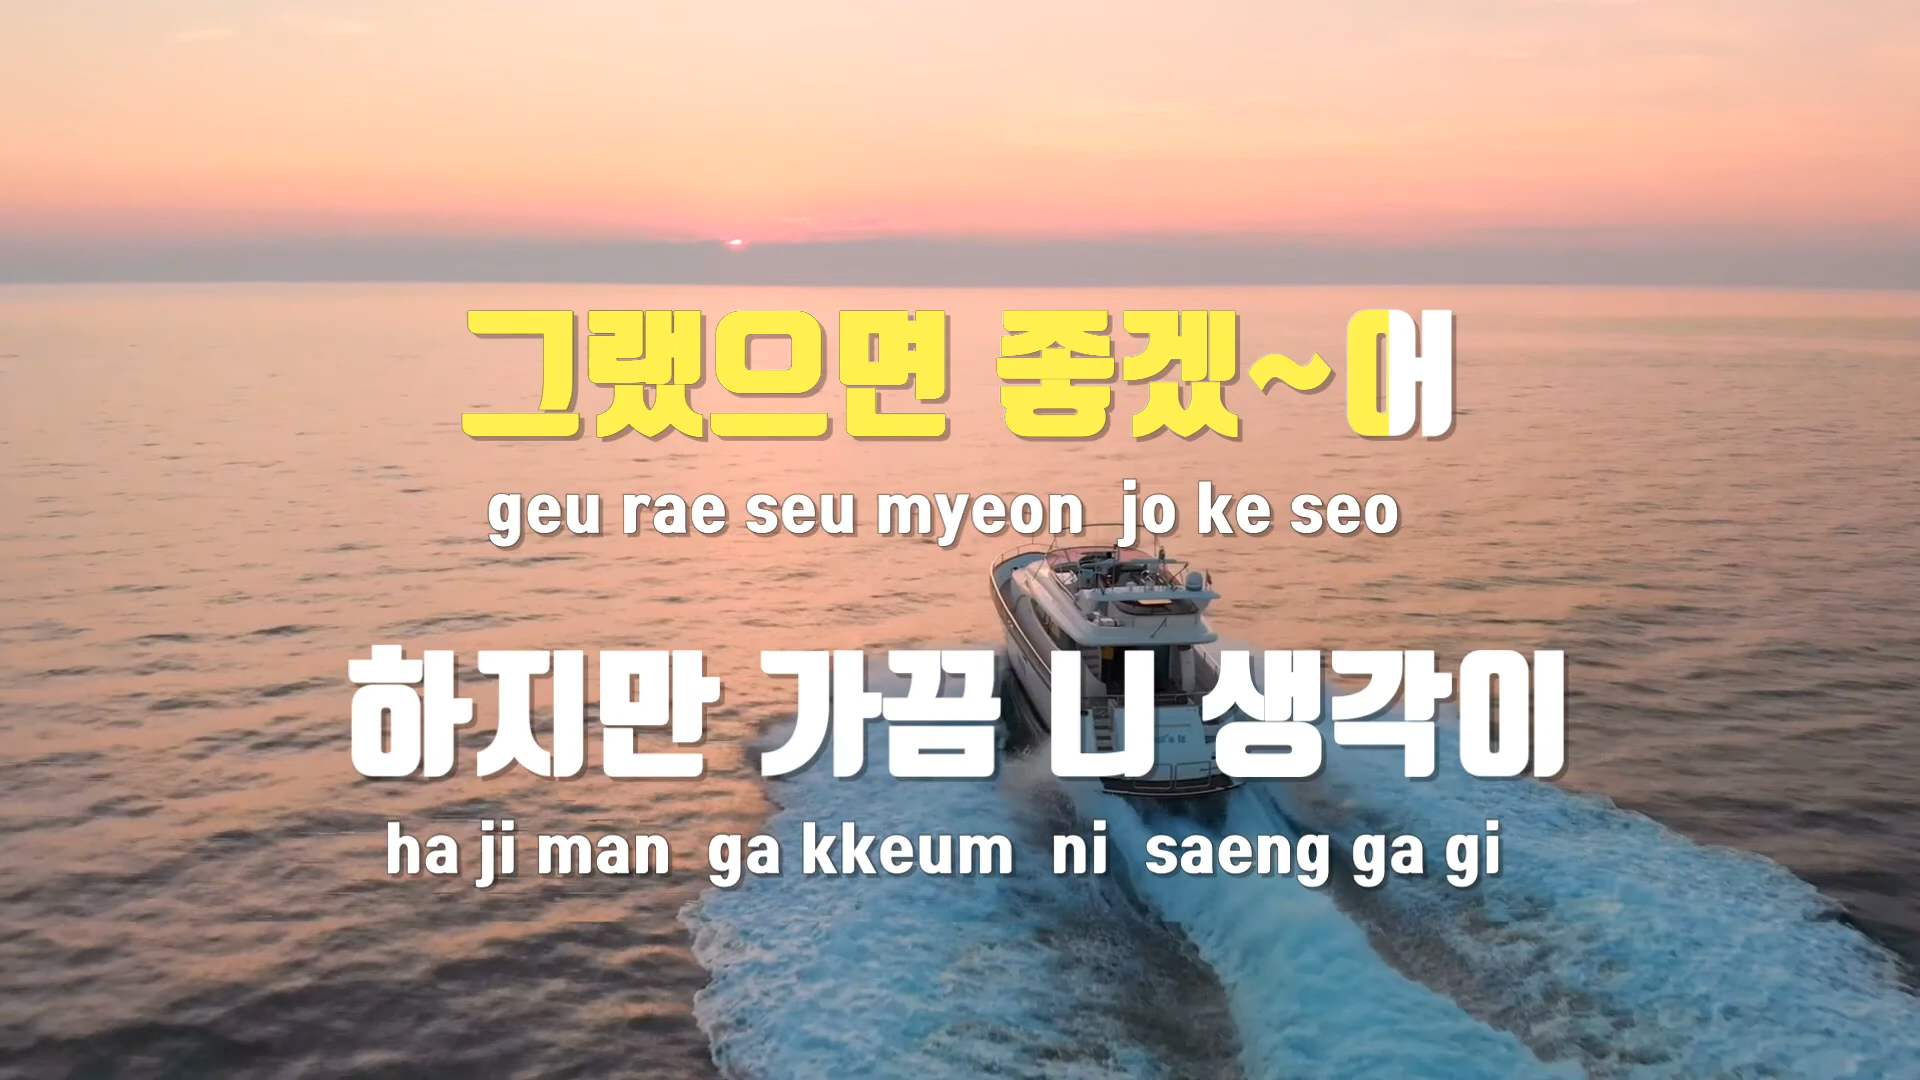 그랬으면 좋겠~어
geu rae seu myeon jo ke seo
하지만 가끔 니 생각이
ha ji man ga kkeum ni saeng ga gi